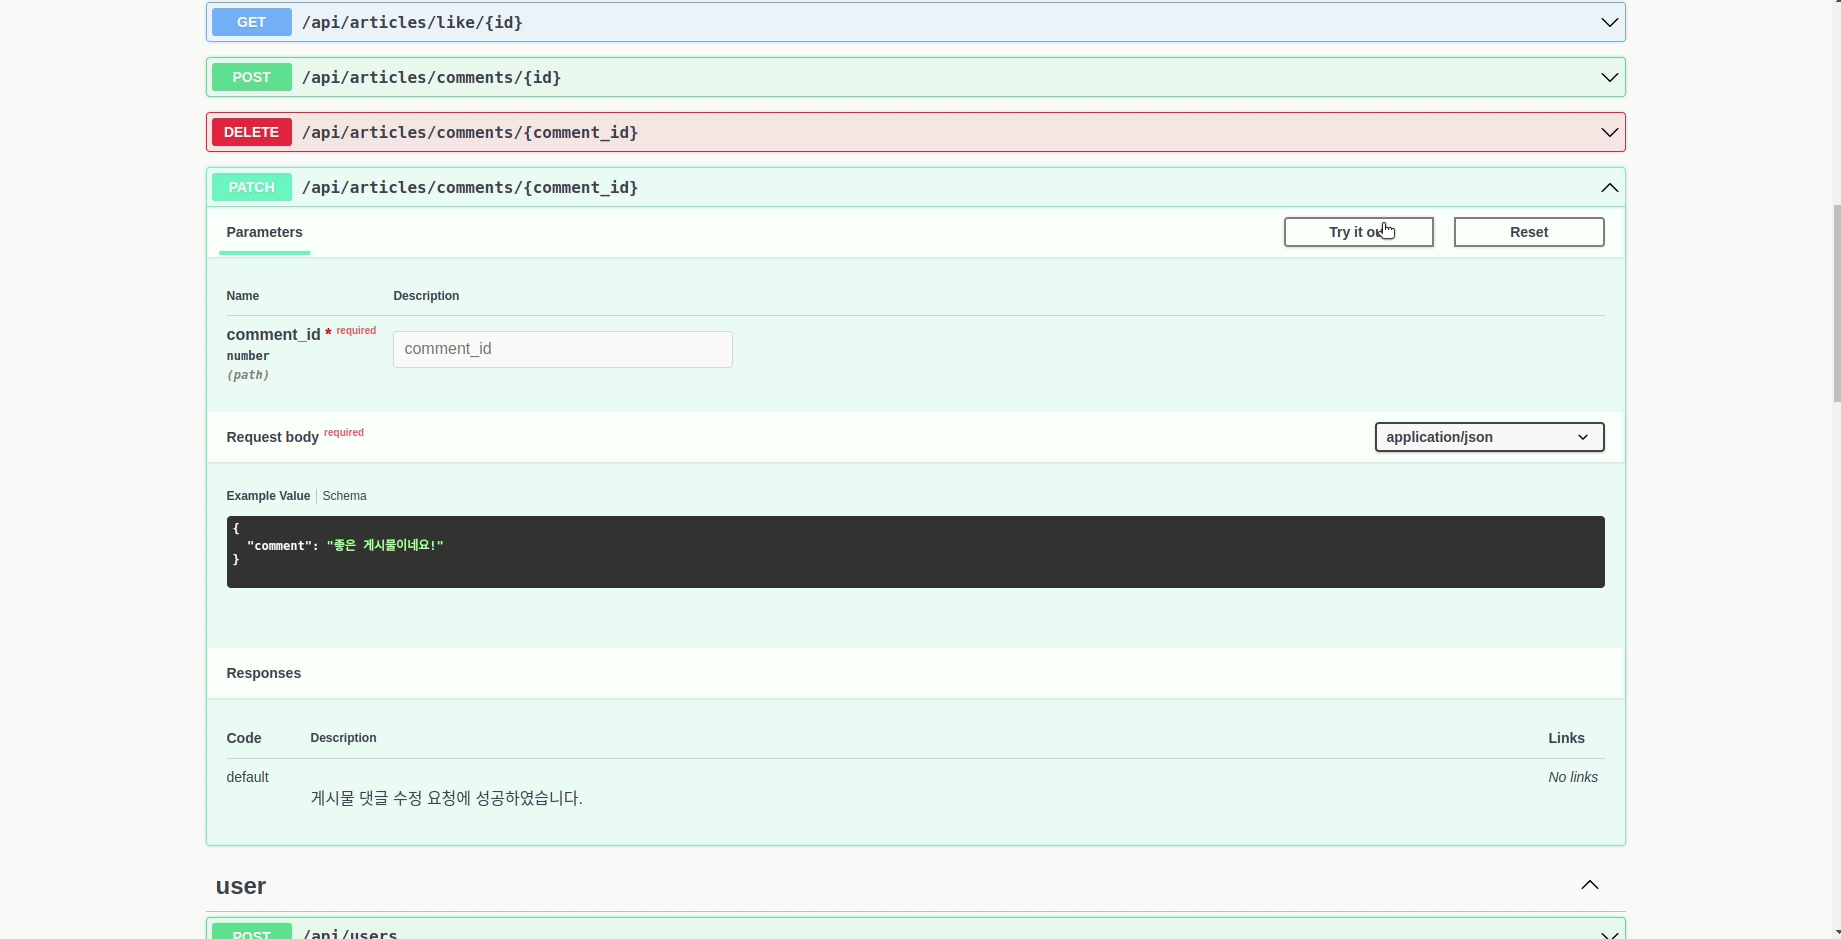 GET /api/articles/like/{id}
POST /api/articles/comments/{id}
DELETE /api/articles/comments/{comment_id}
PATCH /api/articles/comments/{comment_id}
Parameters Try it Reset
Name Description
comment_id * required
number
(path)
comment_id
Request body required application/json
Example Value Schema
{
"comment": "좋은 게시물이네요!"
}
Responses
Code Description Links
default No links
게시물 댓글 수정 요청에 성공하였습니다.
user
POST /api/users